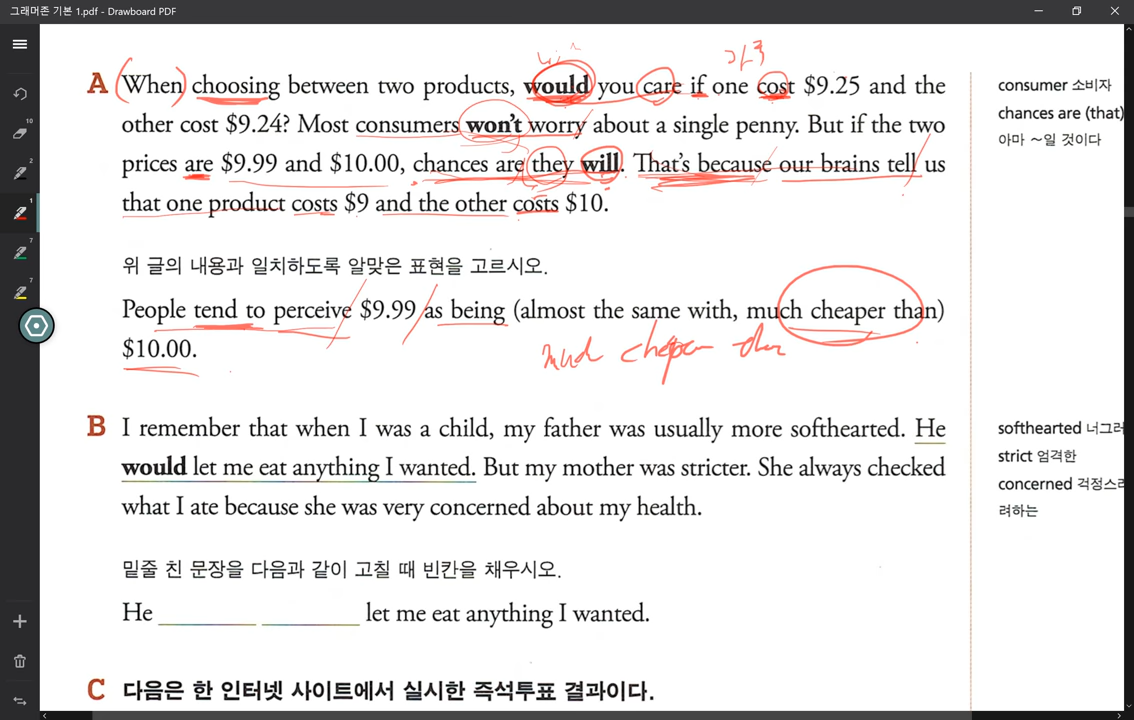 그래머존 기본 1.pdf - Drawboard PDF
10
2
1
7
7
가주
A When choosing between two products, would you care if one cost $9.25 and the
other cost $9.24? Most consumers won't worry about a single penny. But if the two
prices are $9.99 and $10.00, chances are they will. That's because our brains tell us
that one product costs $9 and the other costs $10.
consumer 소비자
chances are (that)
아마 ~일 것이다
위 글의 내용과 일치하도록 알맞은 표현을 고르시오.
People tend to perceive $9.99 as being (almost the same with, much cheaper than)
$10.00.
much cheaper than
B I remember that when I was a child, my father was usually more softhearted. He
would let me eat anything I wanted. But my mother was stricter. She always checked
what I ate because she was very concerned about my health.
softhearted 너그러
strict 엄격한
concerned 걱정스러
려하는
밑줄 친 문장을 다음과 같이 고칠 때 빈칸을 채우시오.
He ________ ________ let me eat anything I wanted.
C 다음은 한 인터넷 사이트에서 실시한 즉석투표 결과이다.